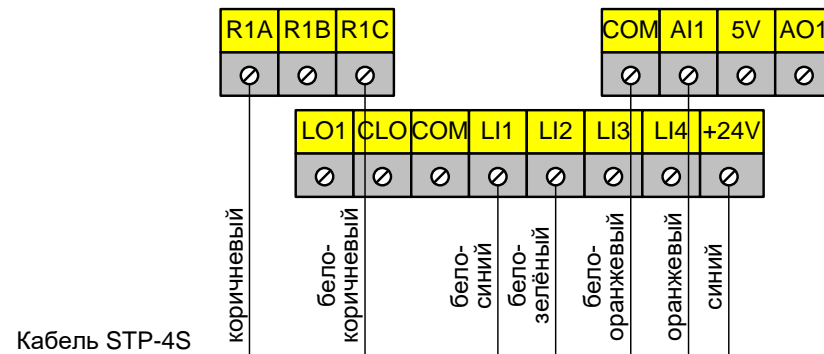 R1A R1B R1C COM AI1 5V AO1
LO1 CLO COM LI1 LI2 LI3 LI4 +24V
коричневый
бело-
коричневый
бело-
синий
бело-
зелёный
бело-
оранжевый
оранжевый
синий
Кабель STP-4S